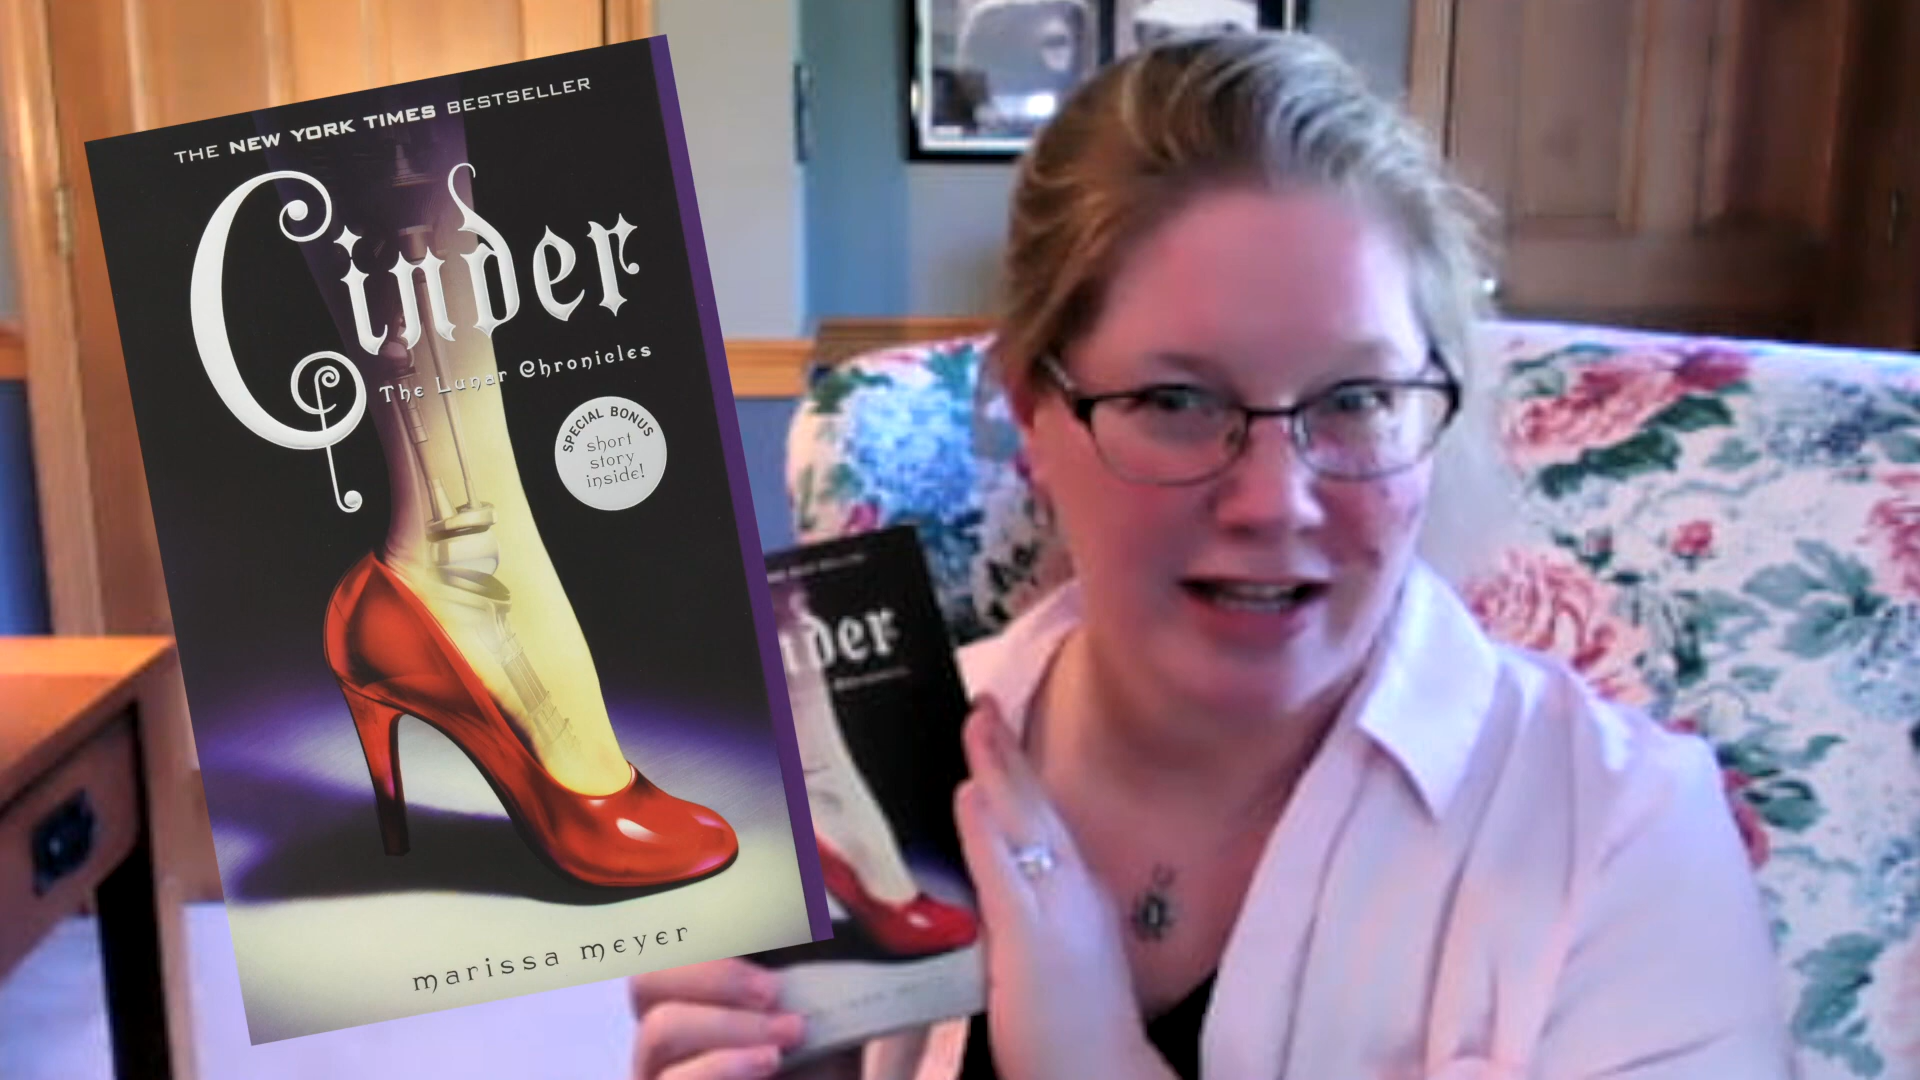 THE NEW YORK TIMES BESTSELLER
Cinder
The Lunar Chronicles
SPECIAL BONUS
short
story
inside!
marissa meyer
nder